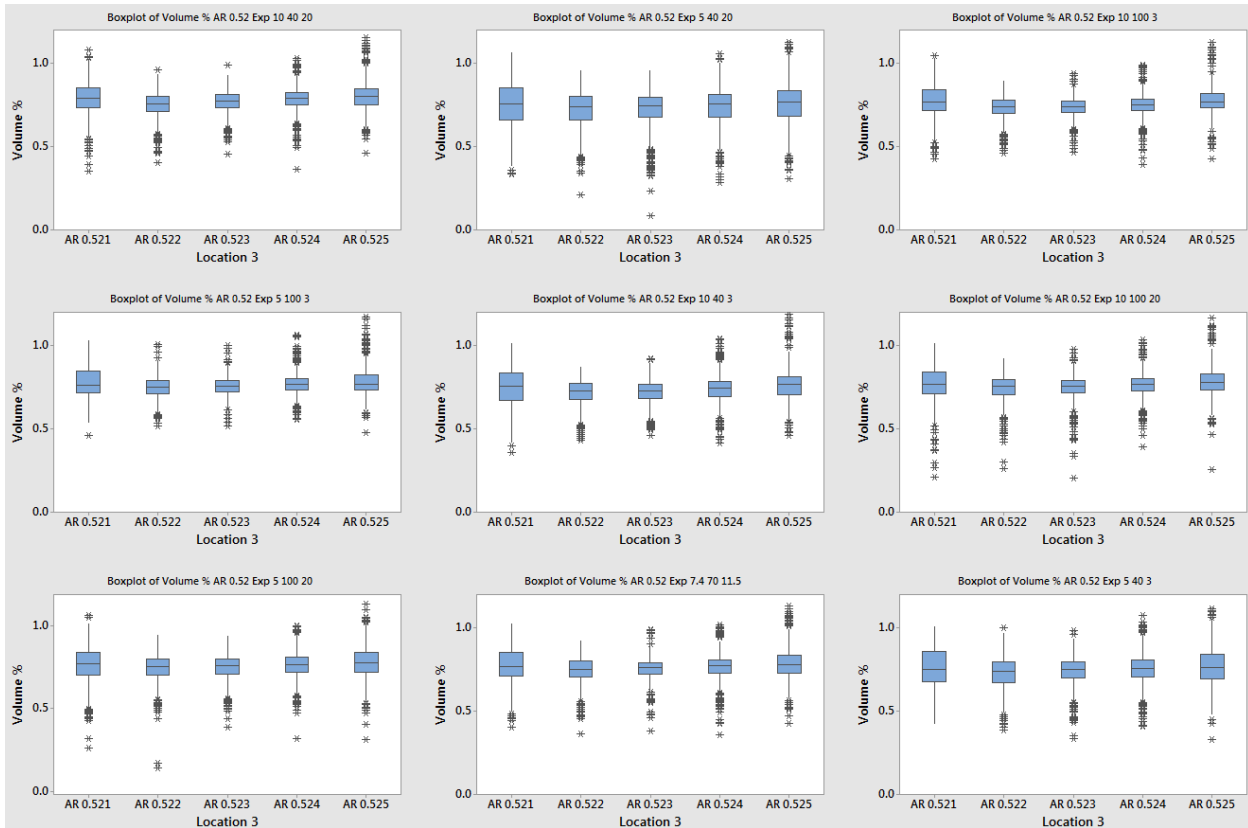 Boxplot of Volume % AR 0.52 Exp 10 40 20
Volume %
1.0
0.5
0.0
AR 0.521 AR 0.522 AR 0.523 AR 0.524 AR 0.525
Location 3
Boxplot of Volume % AR 0.52 Exp 5 40 20
Volume %
1.0
0.5
0.0
AR 0.521 AR 0.522 AR 0.523 AR 0.524 AR 0.525
Location 3
Boxplot of Volume % AR 0.52 Exp 10 100 3
Volume %
1.0
0.5
0.0
AR 0.521 AR 0.522 AR 0.523 AR 0.524 AR 0.525
Location 3
Boxplot of Volume % AR 0.52 Exp 5 100 3
Volume %
1.0
0.5
0.0
AR 0.521 AR 0.522 AR 0.523 AR 0.524 AR 0.525
Location 3
Boxplot of Volume % AR 0.52 Exp 10 40 3
Volume %
1.0
0.5
0.0
AR 0.521 AR 0.522 AR 0.523 AR 0.524 AR 0.525
Location 3
Boxplot of Volume % AR 0.52 Exp 10 100 20
Volume %
1.0
0.5
0.0
AR 0.521 AR 0.522 AR 0.523 AR 0.524 AR 0.525
Location 3
Boxplot of Volume % AR 0.52 Exp 5 100 20
Volume %
1.0
0.5
0.0
AR 0.521 AR 0.522 AR 0.523 AR 0.524 AR 0.525
Location 3
Boxplot of Volume % AR 0.52 Exp 7.4 70 11.5
Volume %
1.0
0.5
0.0
AR 0.521 AR 0.522 AR 0.523 AR 0.524 AR 0.525
Location 3
Boxplot of Volume % AR 0.52 Exp 5 40 3
Volume %
1.0
0.5
0.0
AR 0.521 AR 0.522 AR 0.523 AR 0.524 AR 0.525
Location 3